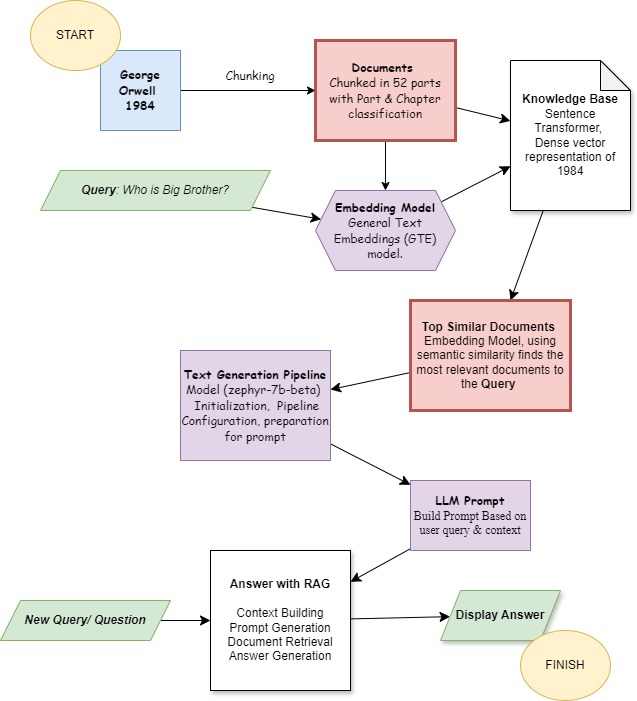 START
George
Orwell
1984
Chunking
Documents
Chunked in 52 parts
with Part & Chapter
classification
Knowledge Base
Sentence
Transformer,
Dense vector
representation of
1984
Query: Who is Big Brother?
Embedding Model
General Text
Embeddings (GTE)
model.
Top Similar Documents
Embedding Model, using
semantic similarity finds the
most relevant documents to
the Query
Text Generation Pipeline
Model (zephyr-7b-beta)
Initialization, Pipeline
Configuration, preparation
for prompt
LLM Prompt
Build Prompt Based on
user query & context
Answer with RAG
Context Building
Prompt Generation
Document Retrieval
Answer Generation
New Query/ Question
Display Answer
FINISH